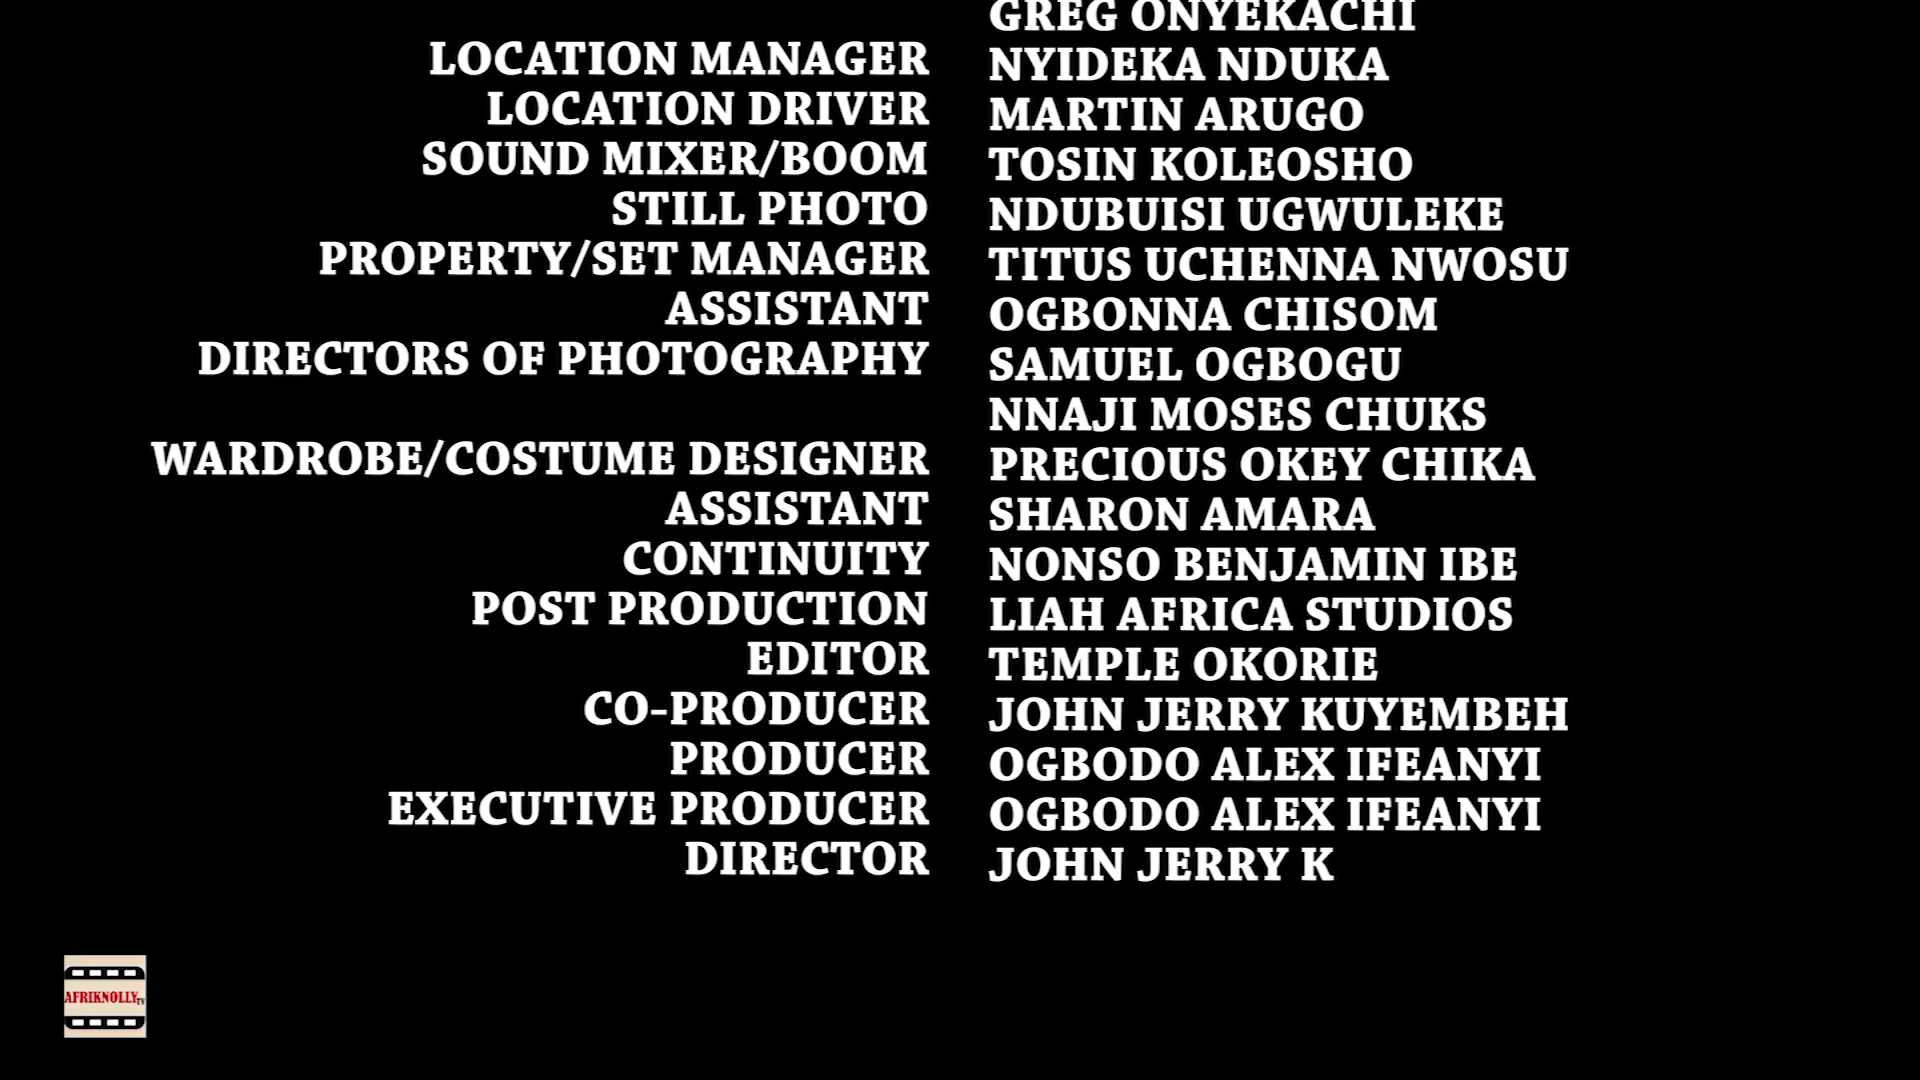 GREG ONYEKACHI
LOCATION MANAGER NYIDEKA NDUKA
LOCATION DRIVER MARTIN ARUGO
SOUND MIXER/BOOM TOSIN KOLEOSHO
STILL PHOTO NDUBUISI UGWULEKE
PROPERTY/SET MANAGER TITUS UCHENNA NWOSU
ASSISTANT OGBONNA CHISOM
DIRECTORS OF PHOTOGRAPHY SAMUEL OGBOGU
NNAJI MOSES CHUKS
WARDROBE/COSTUME DESIGNER PRECIOUS OKEY CHIKA
ASSISTANT SHARON AMARA
CONTINUITY NONSO BENJAMIN IBE
POST PRODUCTION LIAH AFRICA STUDIOS
EDITOR TEMPLE OKORIE
CO-PRODUCER JOHN JERRY KUYEMBEH
PRODUCER OGBODO ALEX IFEANYI
EXECUTIVE PRODUCER OGBODO ALEX IFEANYI
DIRECTOR JOHN JERRY K
AFRIKNOLLY TV